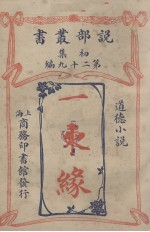 說部叢書
初集
第二十九編
道德小說
一柬緣
上海商務印書館發行